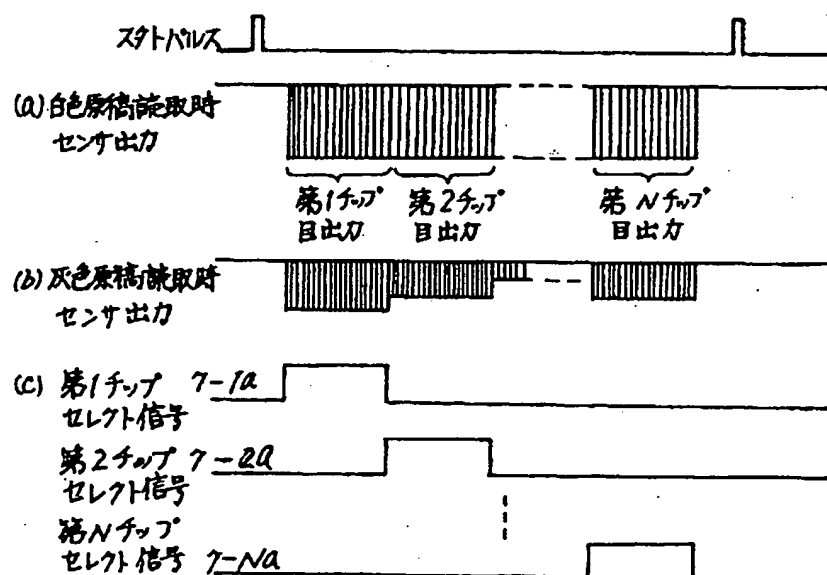 スタトパルス
(a)白色原稿読取時
センサ出力
第1チップ 第2チップ 第Nチップ
目出力 目出力 目出力
(b)灰色原稿読取時
センサ出力
(C) 第1チップ 7-1a
セレクト信号
第2チップ 7-2a
セレクト信号
第Nチップ
セレクト信号 7-Na